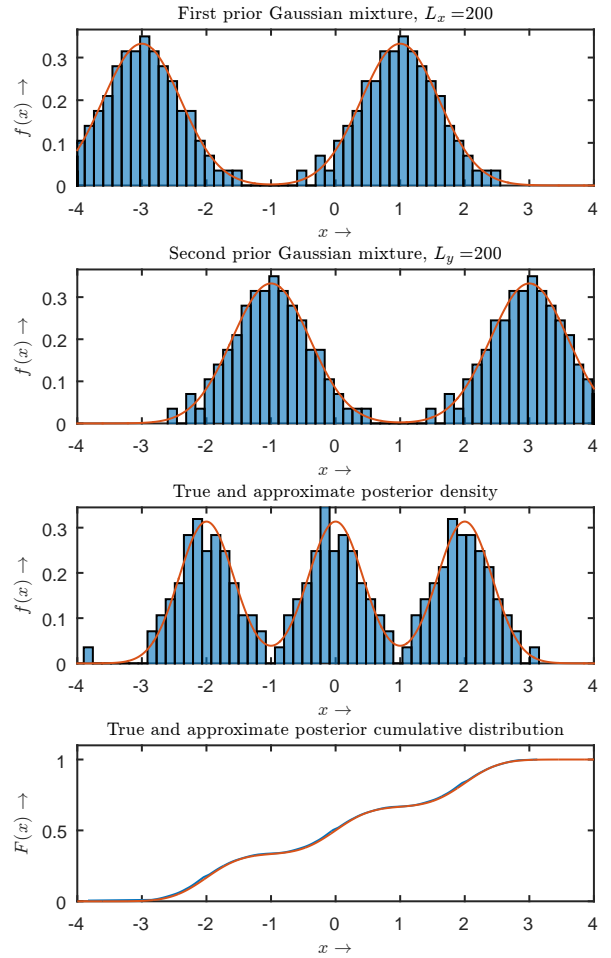 First prior Gaussian mixture, Lx =200
f(x) →
0.3
0.2
0.1
0
-4 -3 -2 -1 0 1 2 3 4
x →
Second prior Gaussian mixture, Ly =200
f(x) →
0.3
0.2
0.1
0
-4 -3 -2 -1 0 1 2 3 4
x →
True and approximate posterior density
f(x) →
0.3
0.2
0.1
0
-4 -3 -2 -1 0 1 2 3 4
x →
True and approximate posterior cumulative distribution
F(x) →
1
0.5
0
-4 -3 -2 -1 0 1 2 3 4
x →